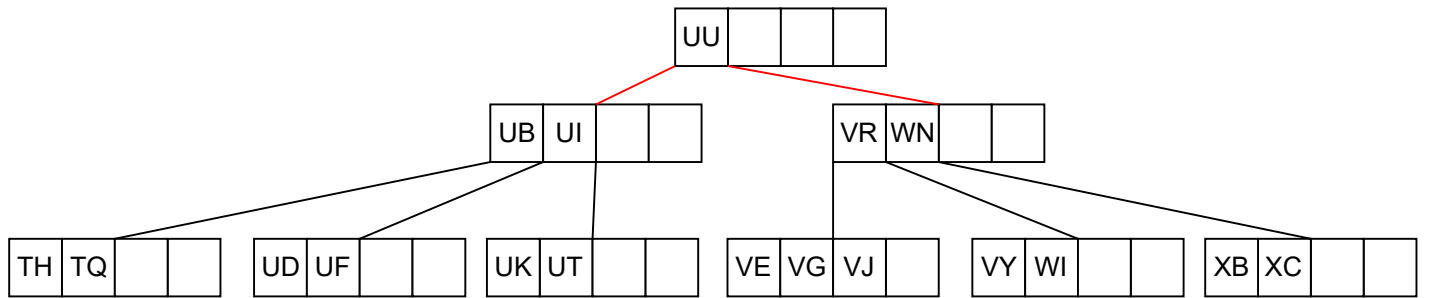 UU
UB UI VR WN
TH TQ UD UF UK UT VE VG VJ VY WI XB XC